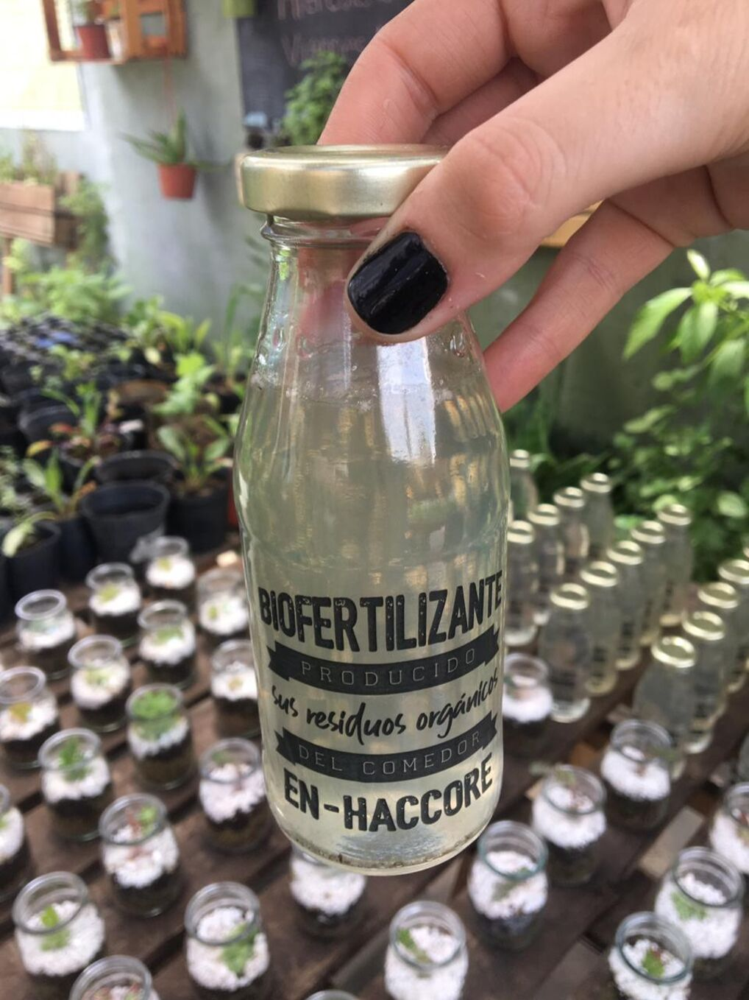 BIOFERTILIZANTE
PRODUCIDO
sus residuos orgánicos
DEL COMEDOR
EN-HACCORE